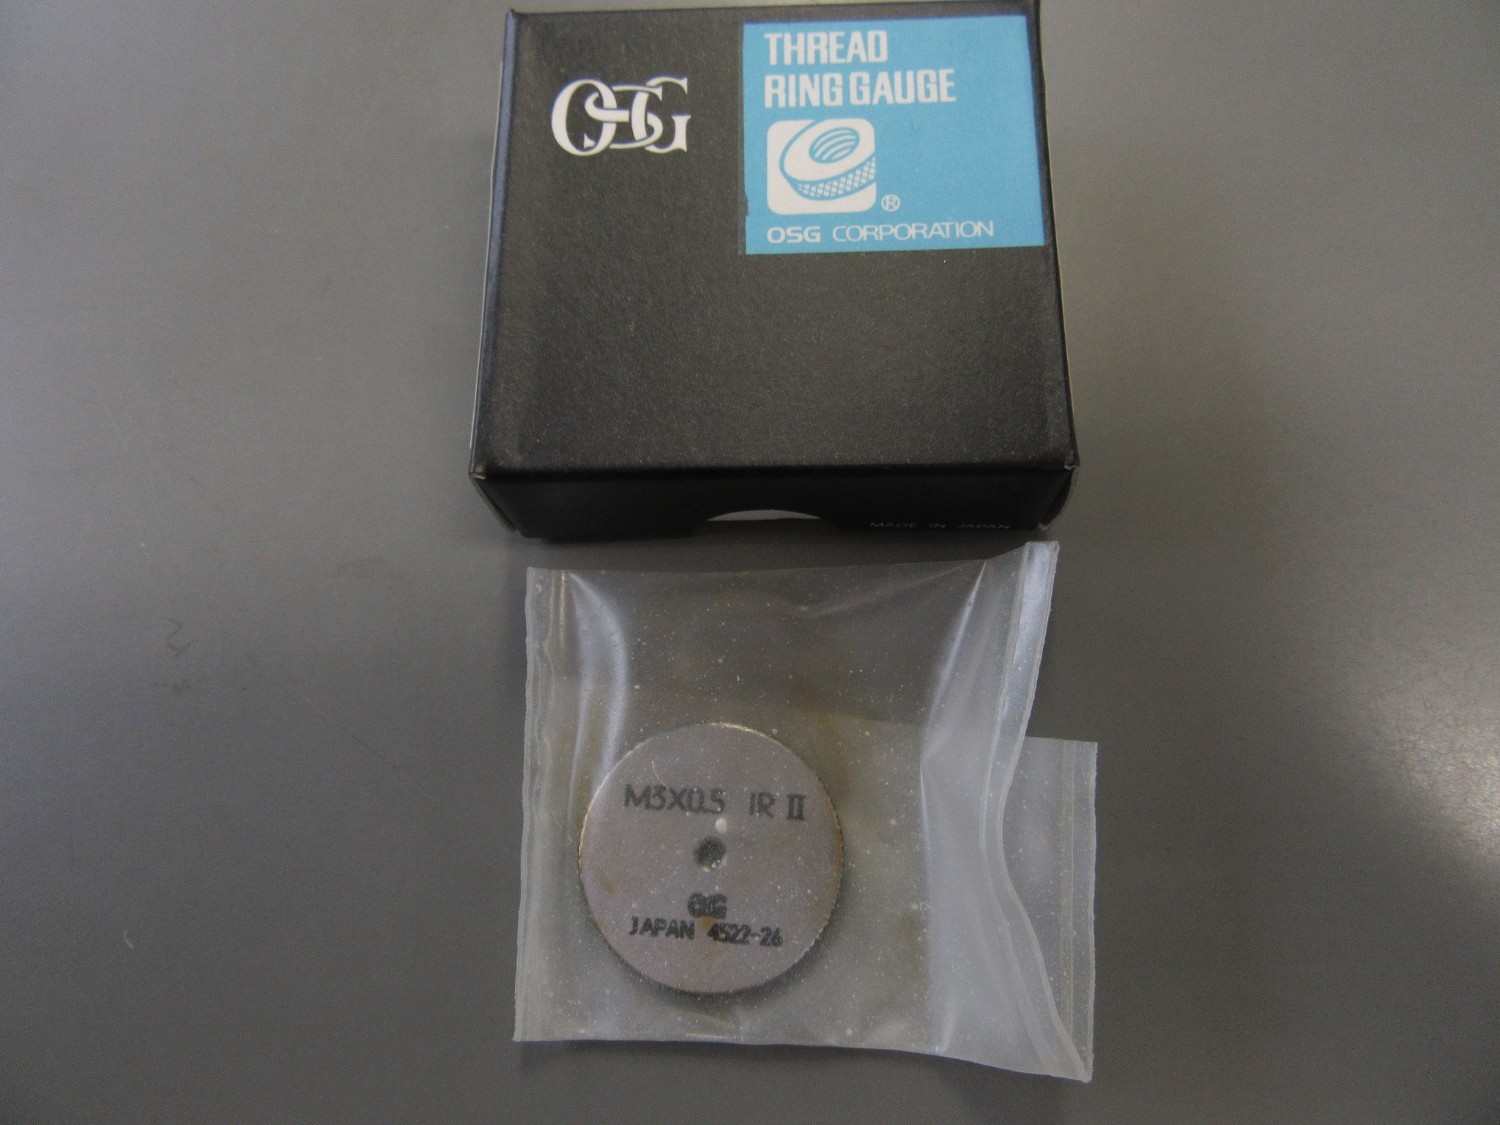 OSG
THREAD
RING GAUGE
®
OSG CORPORATION
MADE IN JAPAN
M3X0.5 IR II
OSG
JAPAN 4522-26